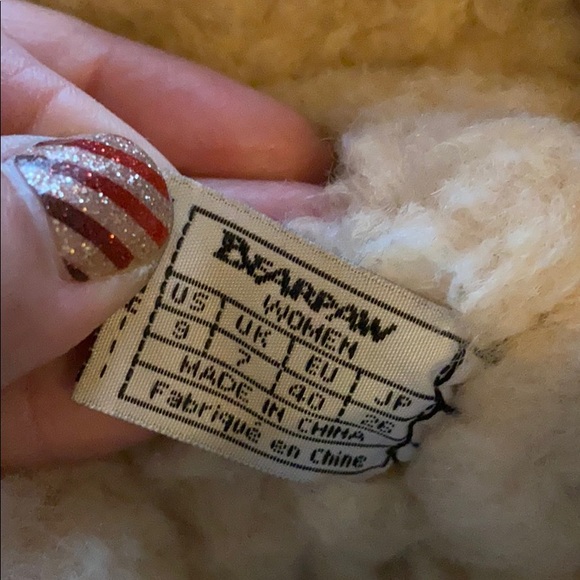 BEARPAW
WOMEN
US UK EU JP
9 7 40 26
MADE IN CHINA
Fabriqué en Chine